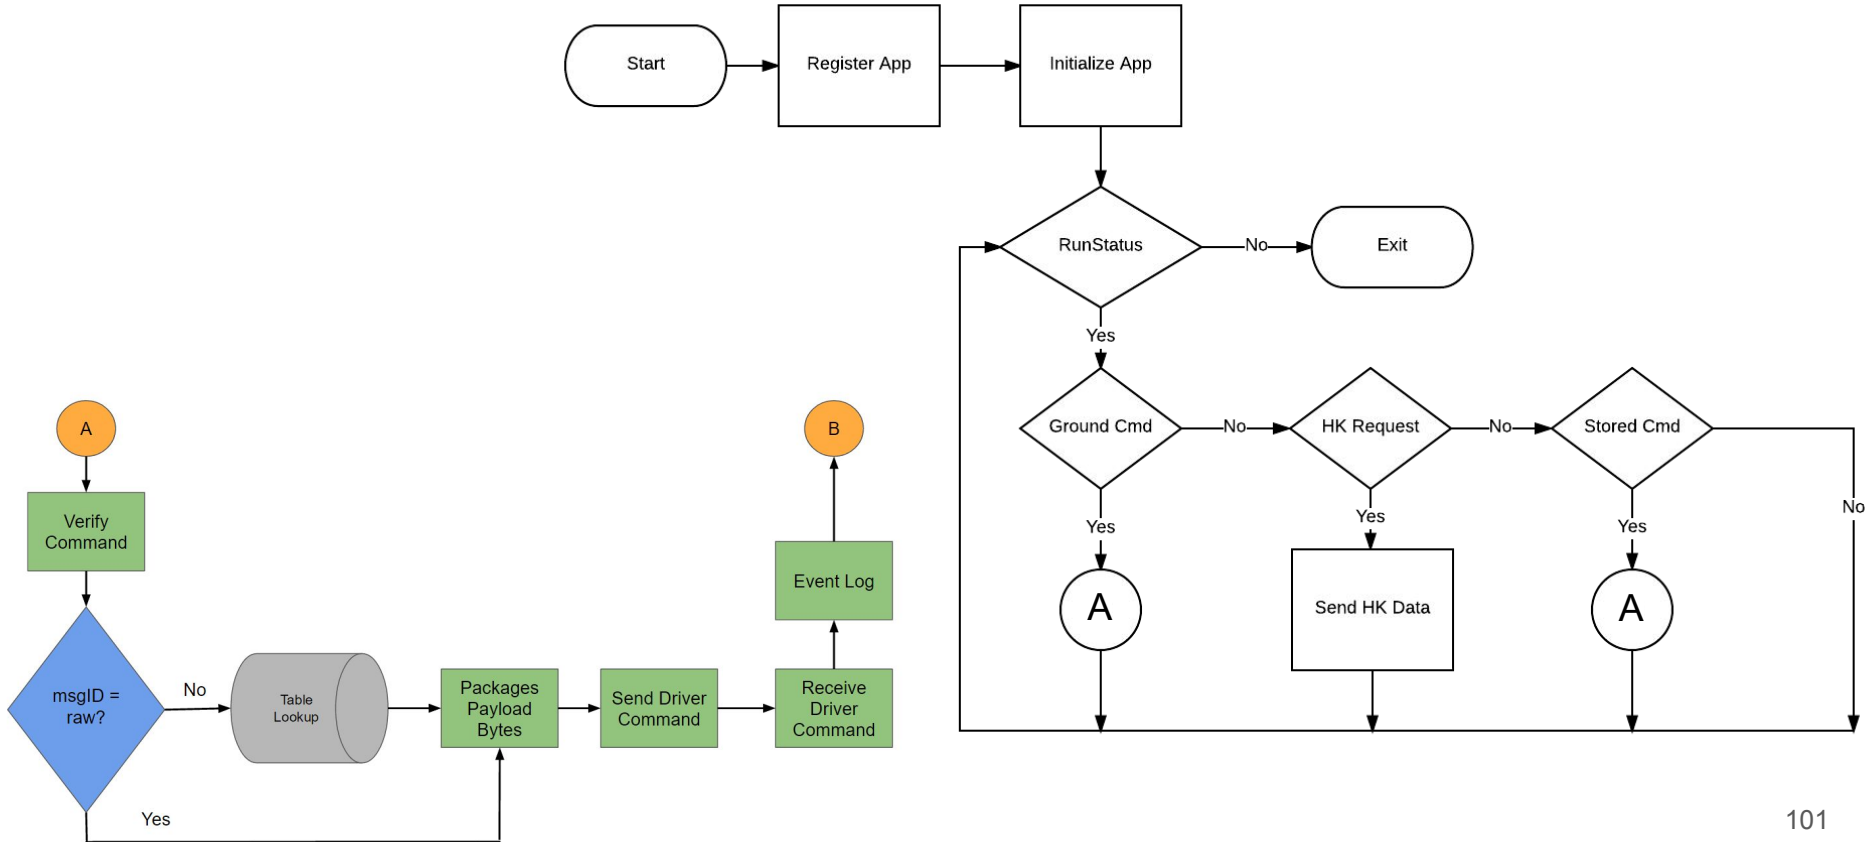 Start
Register App
Initialize App
RunStatus
No
Exit
Yes
Ground Cmd
No
HK Request
No
Stored Cmd
No
Yes
Yes
Yes
A
Send HK Data
A
A
Verify
Command
msgID =
raw?
No
Yes
Table
Lookup
Packages
Payload
Bytes
Send Driver
Command
Receive
Driver
Command
Event Log
B
101